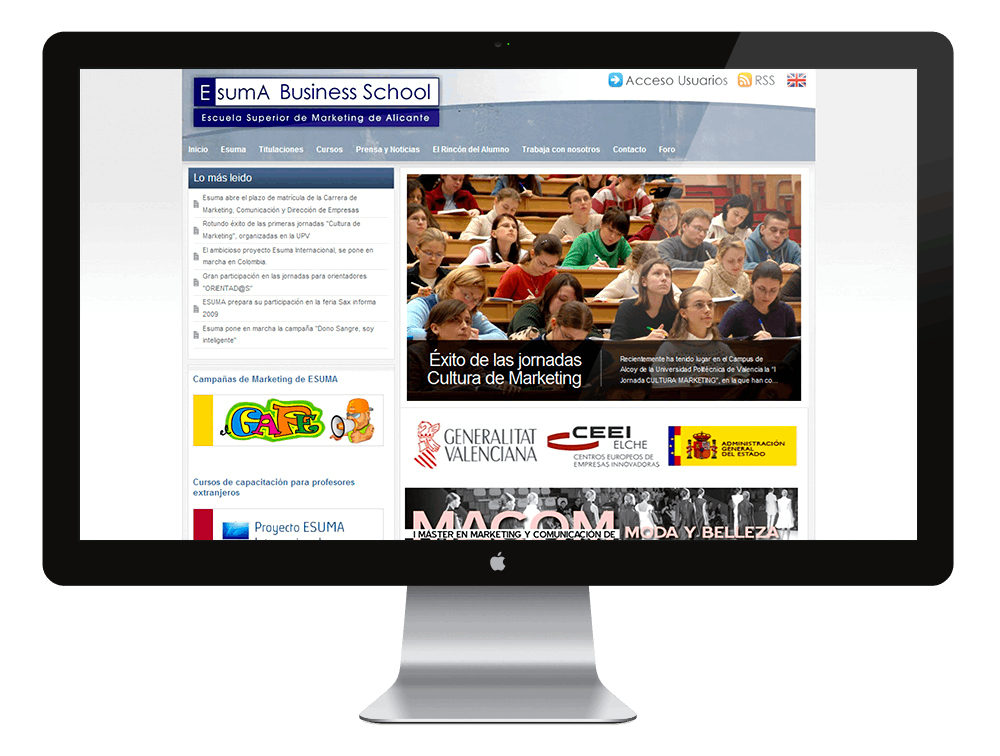 EsumA Business School
Escuela Superior de Marketing de Alicante
Acceso Usuarios
RSS
Inicio Esuma Titulaciones Cursos Prensa y Noticias El Rincón del Alumno Trabaja con nosotros Contacto Foro
Lo más leido
Esuma abre el plazo de matrícula de la Carrera de
Marketing, Comunicación y Dirección de Empresas
Rotundo éxito de las primeras jornadas "Cultura de
Marketing", organizadas en la UPV
El ambicioso proyecto Esuma Internacional, se pone en
marcha en Colombia.
Gran participación en las jornadas para orientadores
"ORIENTAD@S"
ESUMA prepara su participación en la feria Sax informa
2009
Esuma pone en marcha la campaña "Dono Sangre, soy
inteligente"
Campañas de Marketing de ESUMA
el GAFE
Cursos de capacitación para profesores
extranjeros
Proyecto ESUMA
Éxito de las jornadas
Cultura de Marketing
Recientemente ha tenido lugar en el Campus de
Alcoy de la Universidad Politécnica de Valencia la "I
Jornada CULTURA MARKETING", en la que han co...
GENERALITAT
VALENCIANA
CEEI
ELCHE
CENTROS EUROPEOS DE
EMPRESAS INNOVADORAS
ADMINISTRACIÓN
GENERAL
DEL ESTADO
MACOM
I MÁSTER EN MARKETING Y COMUNICACIÓN DE
MODA Y BELLEZA